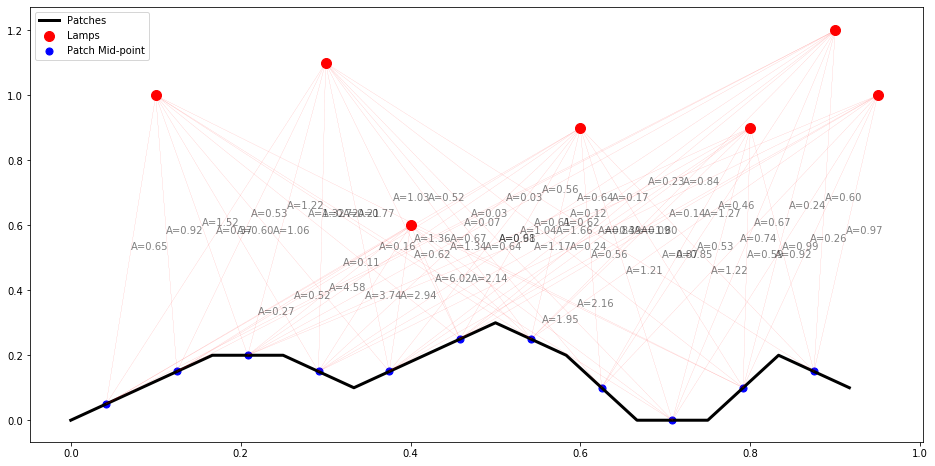 Patches
Lamps
Patch Mid-point
1.2
1.0
0.8
0.6
0.4
0.2
0.0
A=0.23
A=0.84
A=0.56
A=1.03
A=0.52
A=0.03
A=0.64
A=0.17
A=0.60
A=1.22
A=0.46
A=0.24
A=0.53
A=0.03
A=0.12
A=0.14
A=1.27
A=1.52
A=0.07
A=0.62
A=0.67
A=0.92
A=1.06
A=1.04
A=1.66
A=0.97
A=1.36
A=0.67
A=0.74
A=0.26
A=0.65
A=0.16
A=1.34
A=0.64
A=1.17
A=0.24
A=0.53
A=0.99
A=0.62
A=0.56
A=0.85
A=0.59
A=0.92
A=0.11
A=1.21
A=1.22
A=6.02
A=2.14
A=4.58
A=0.52
A=3.74
A=2.94
A=2.16
A=0.27
A=1.95
0.0
0.2
0.4
0.6
0.8
1.0